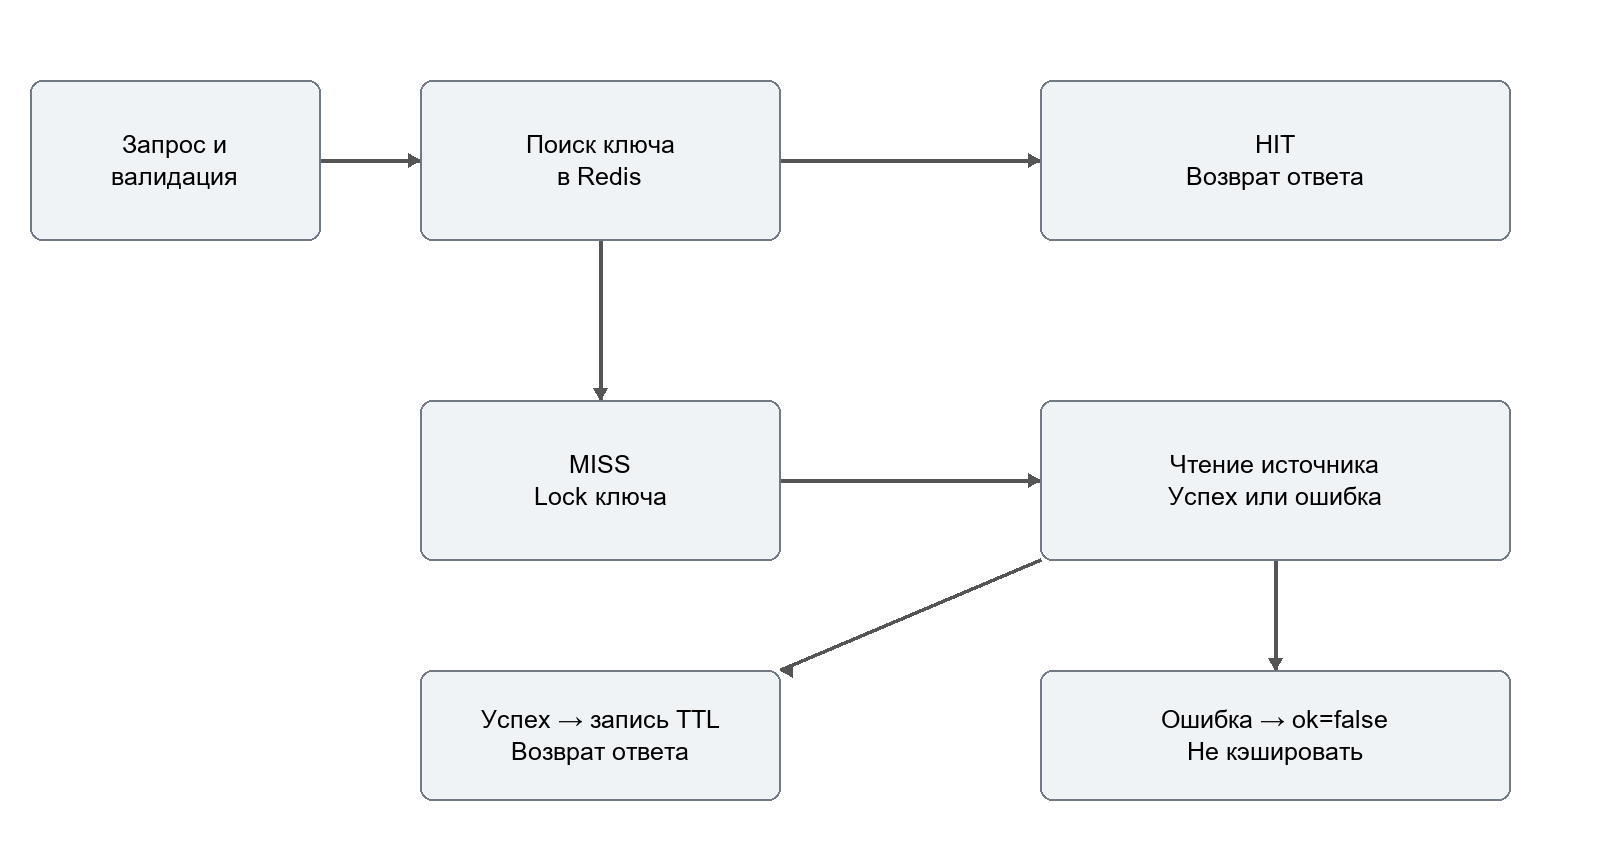 Запрос и
валидация
Поиск ключа
в Redis
HIT
Возврат ответа
MISS
Lock ключа
Чтение источника
Успех или ошибка
Успех → запись TTL
Возврат ответа
Ошибка → ok=false
Не кэшировать